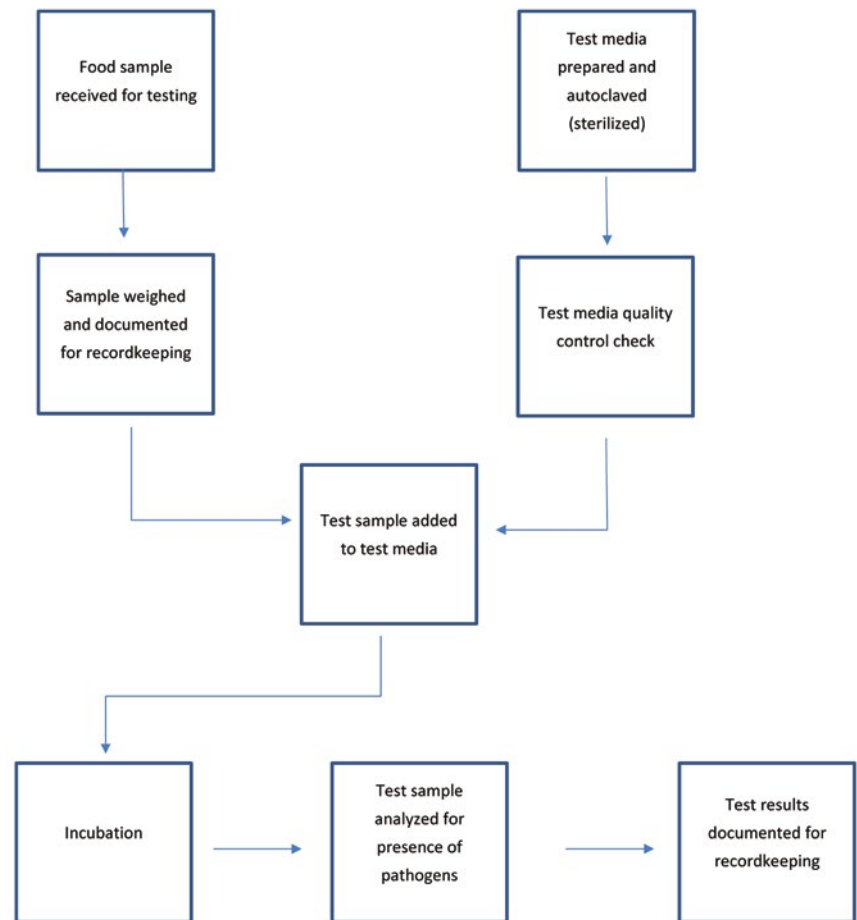 Food sample
received for testing
Test media
prepared and
autoclaved
(sterilized)
Sample weighed
and documented
for recordkeeping
Test media quality
control check
Test sample added
to test media
Incubation
Test sample
analyzed for
presence of
pathogens
Test results
documented for
recordkeeping